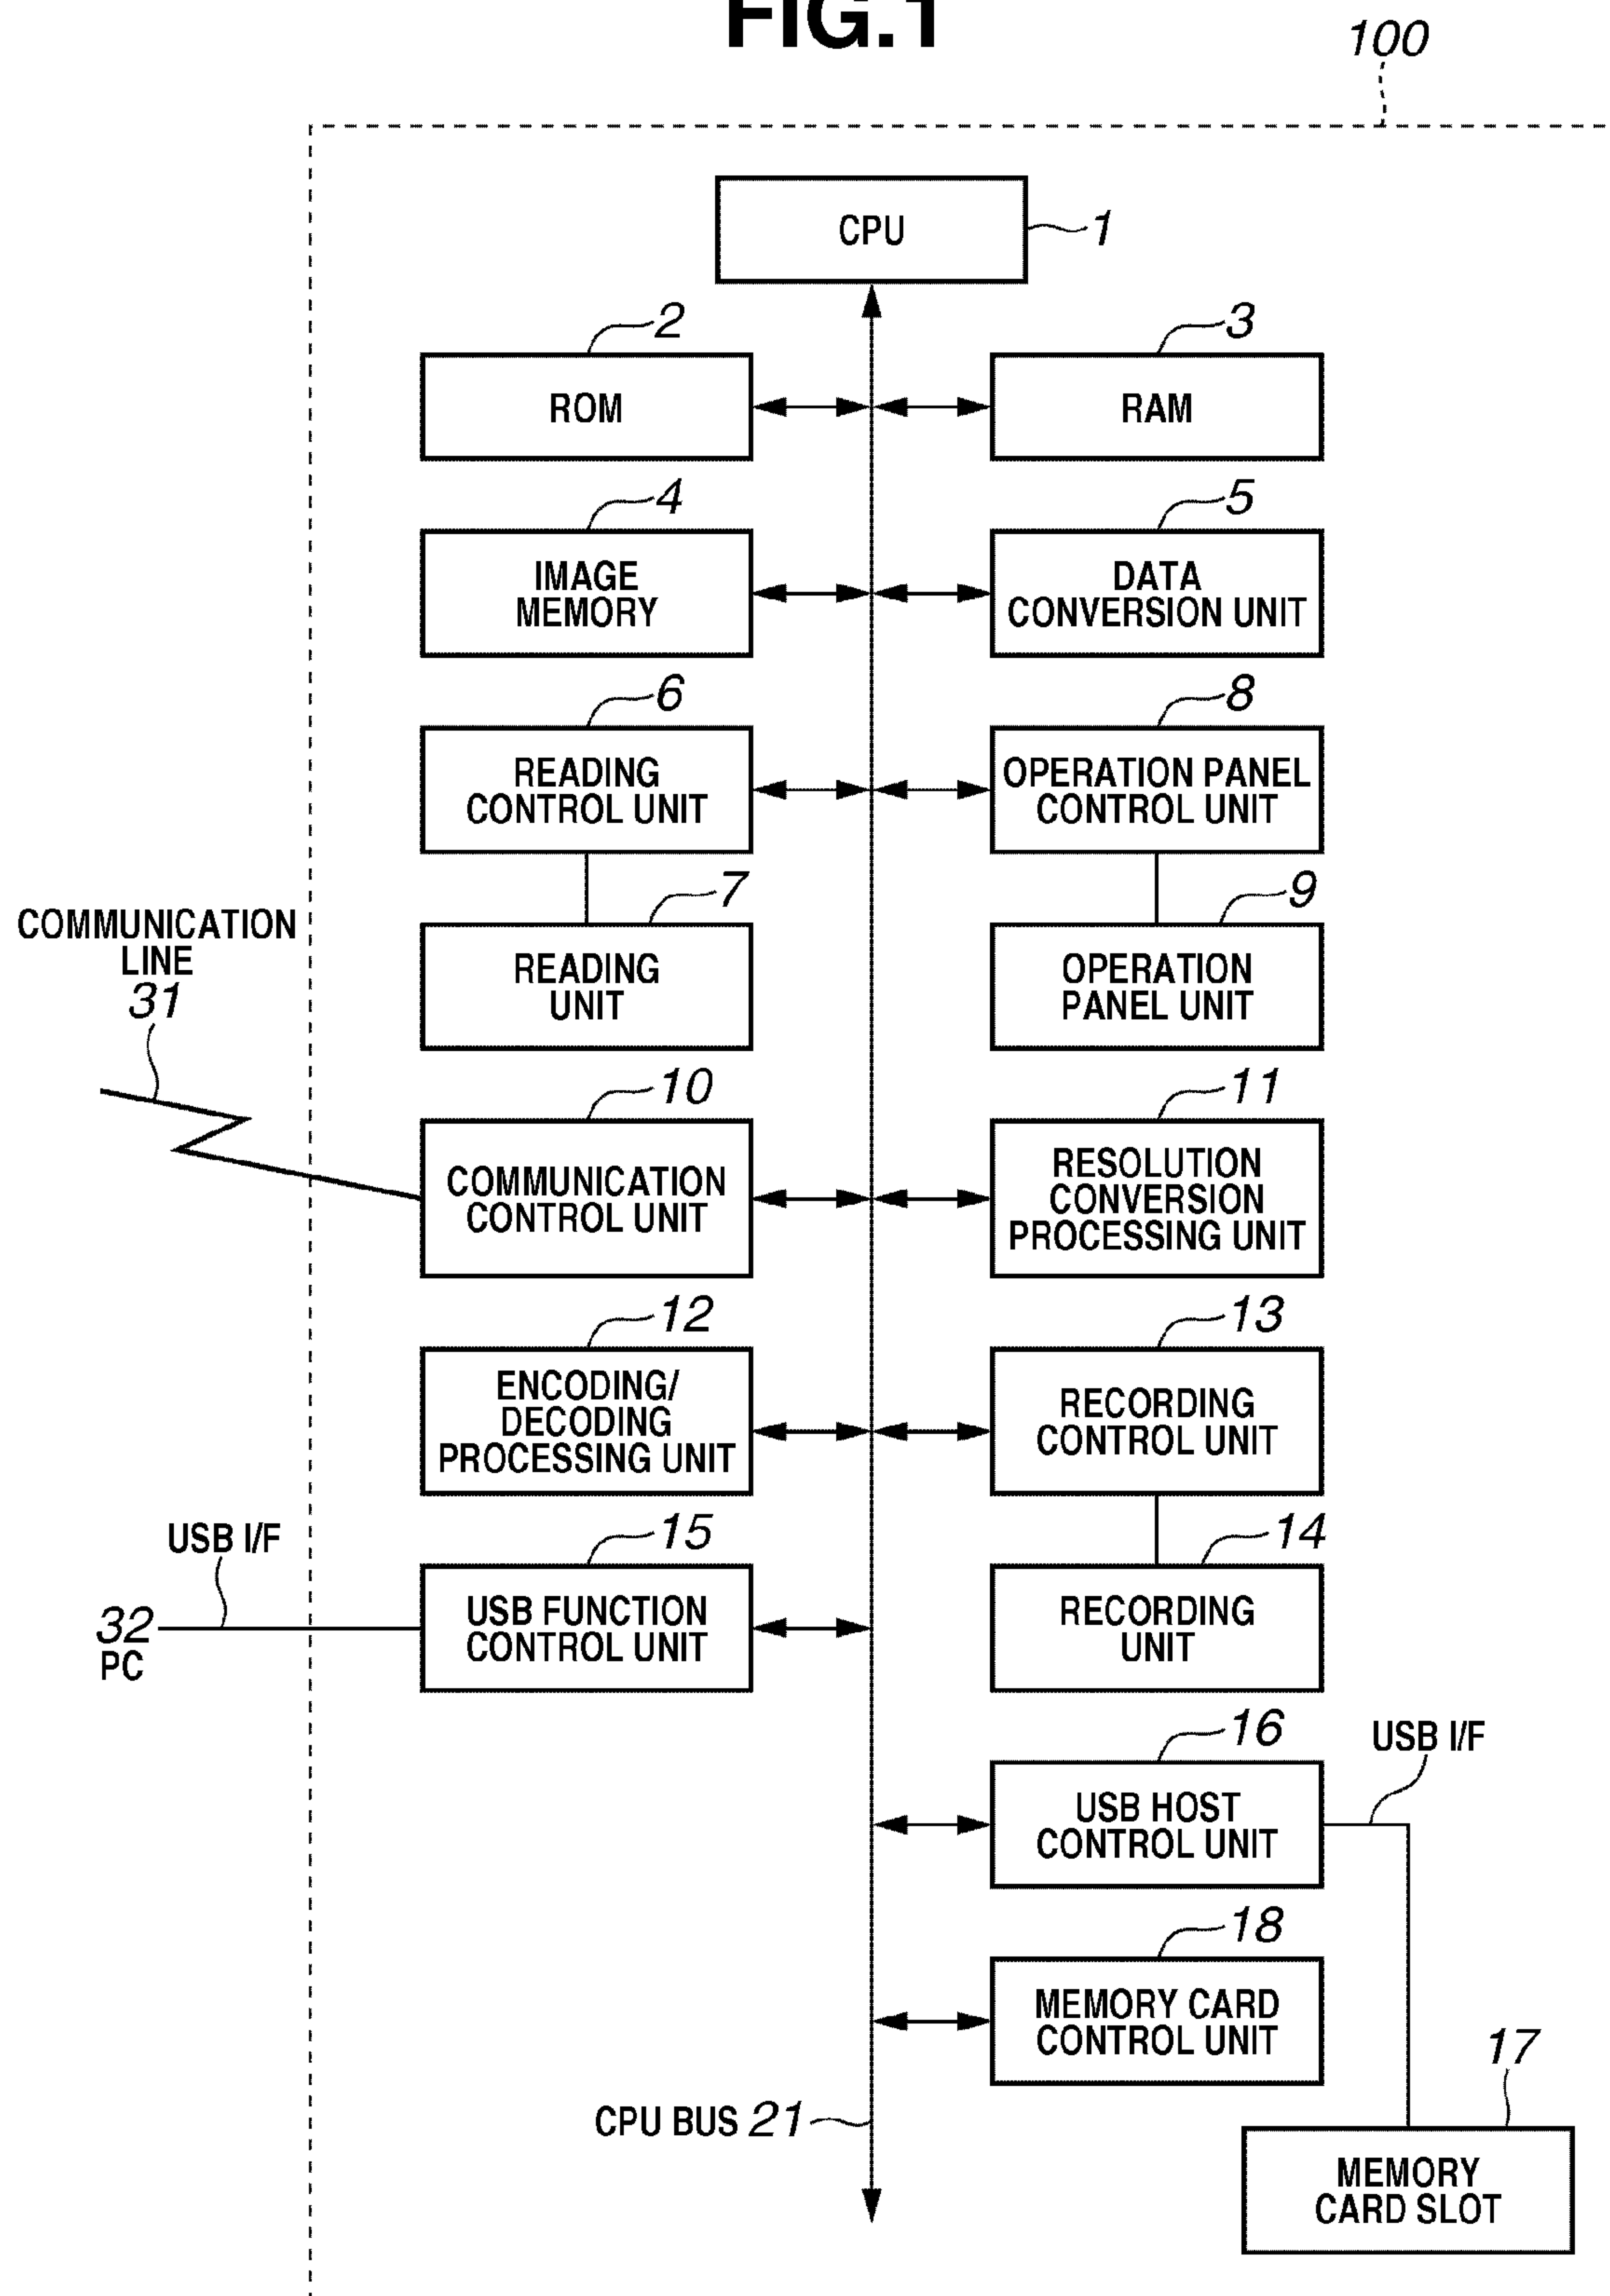 FIG.1
100
CPU
1
2
3
ROM
RAM
4
5
IMAGE
MEMORY
DATA
CONVERSION UNIT
6
8
READING
CONTROL UNIT
OPERATION PANEL
CONTROL UNIT
7
9
COMMUNICATION
LINE
31
READING
UNIT
OPERATION
PANEL UNIT
10
11
COMMUNICATION
CONTROL UNIT
RESOLUTION
CONVERSION
PROCESSING UNIT
12
13
ENCODING/
DECODING
PROCESSING UNIT
RECORDING
CONTROL UNIT
USB I/F
15
14
32
PC
USB FUNCTION
CONTROL UNIT
RECORDING
UNIT
16
USB I/F
USB HOST
CONTROL UNIT
18
MEMORY CARD
CONTROL UNIT
17
CPU BUS 21
MEMORY
CARD SLOT